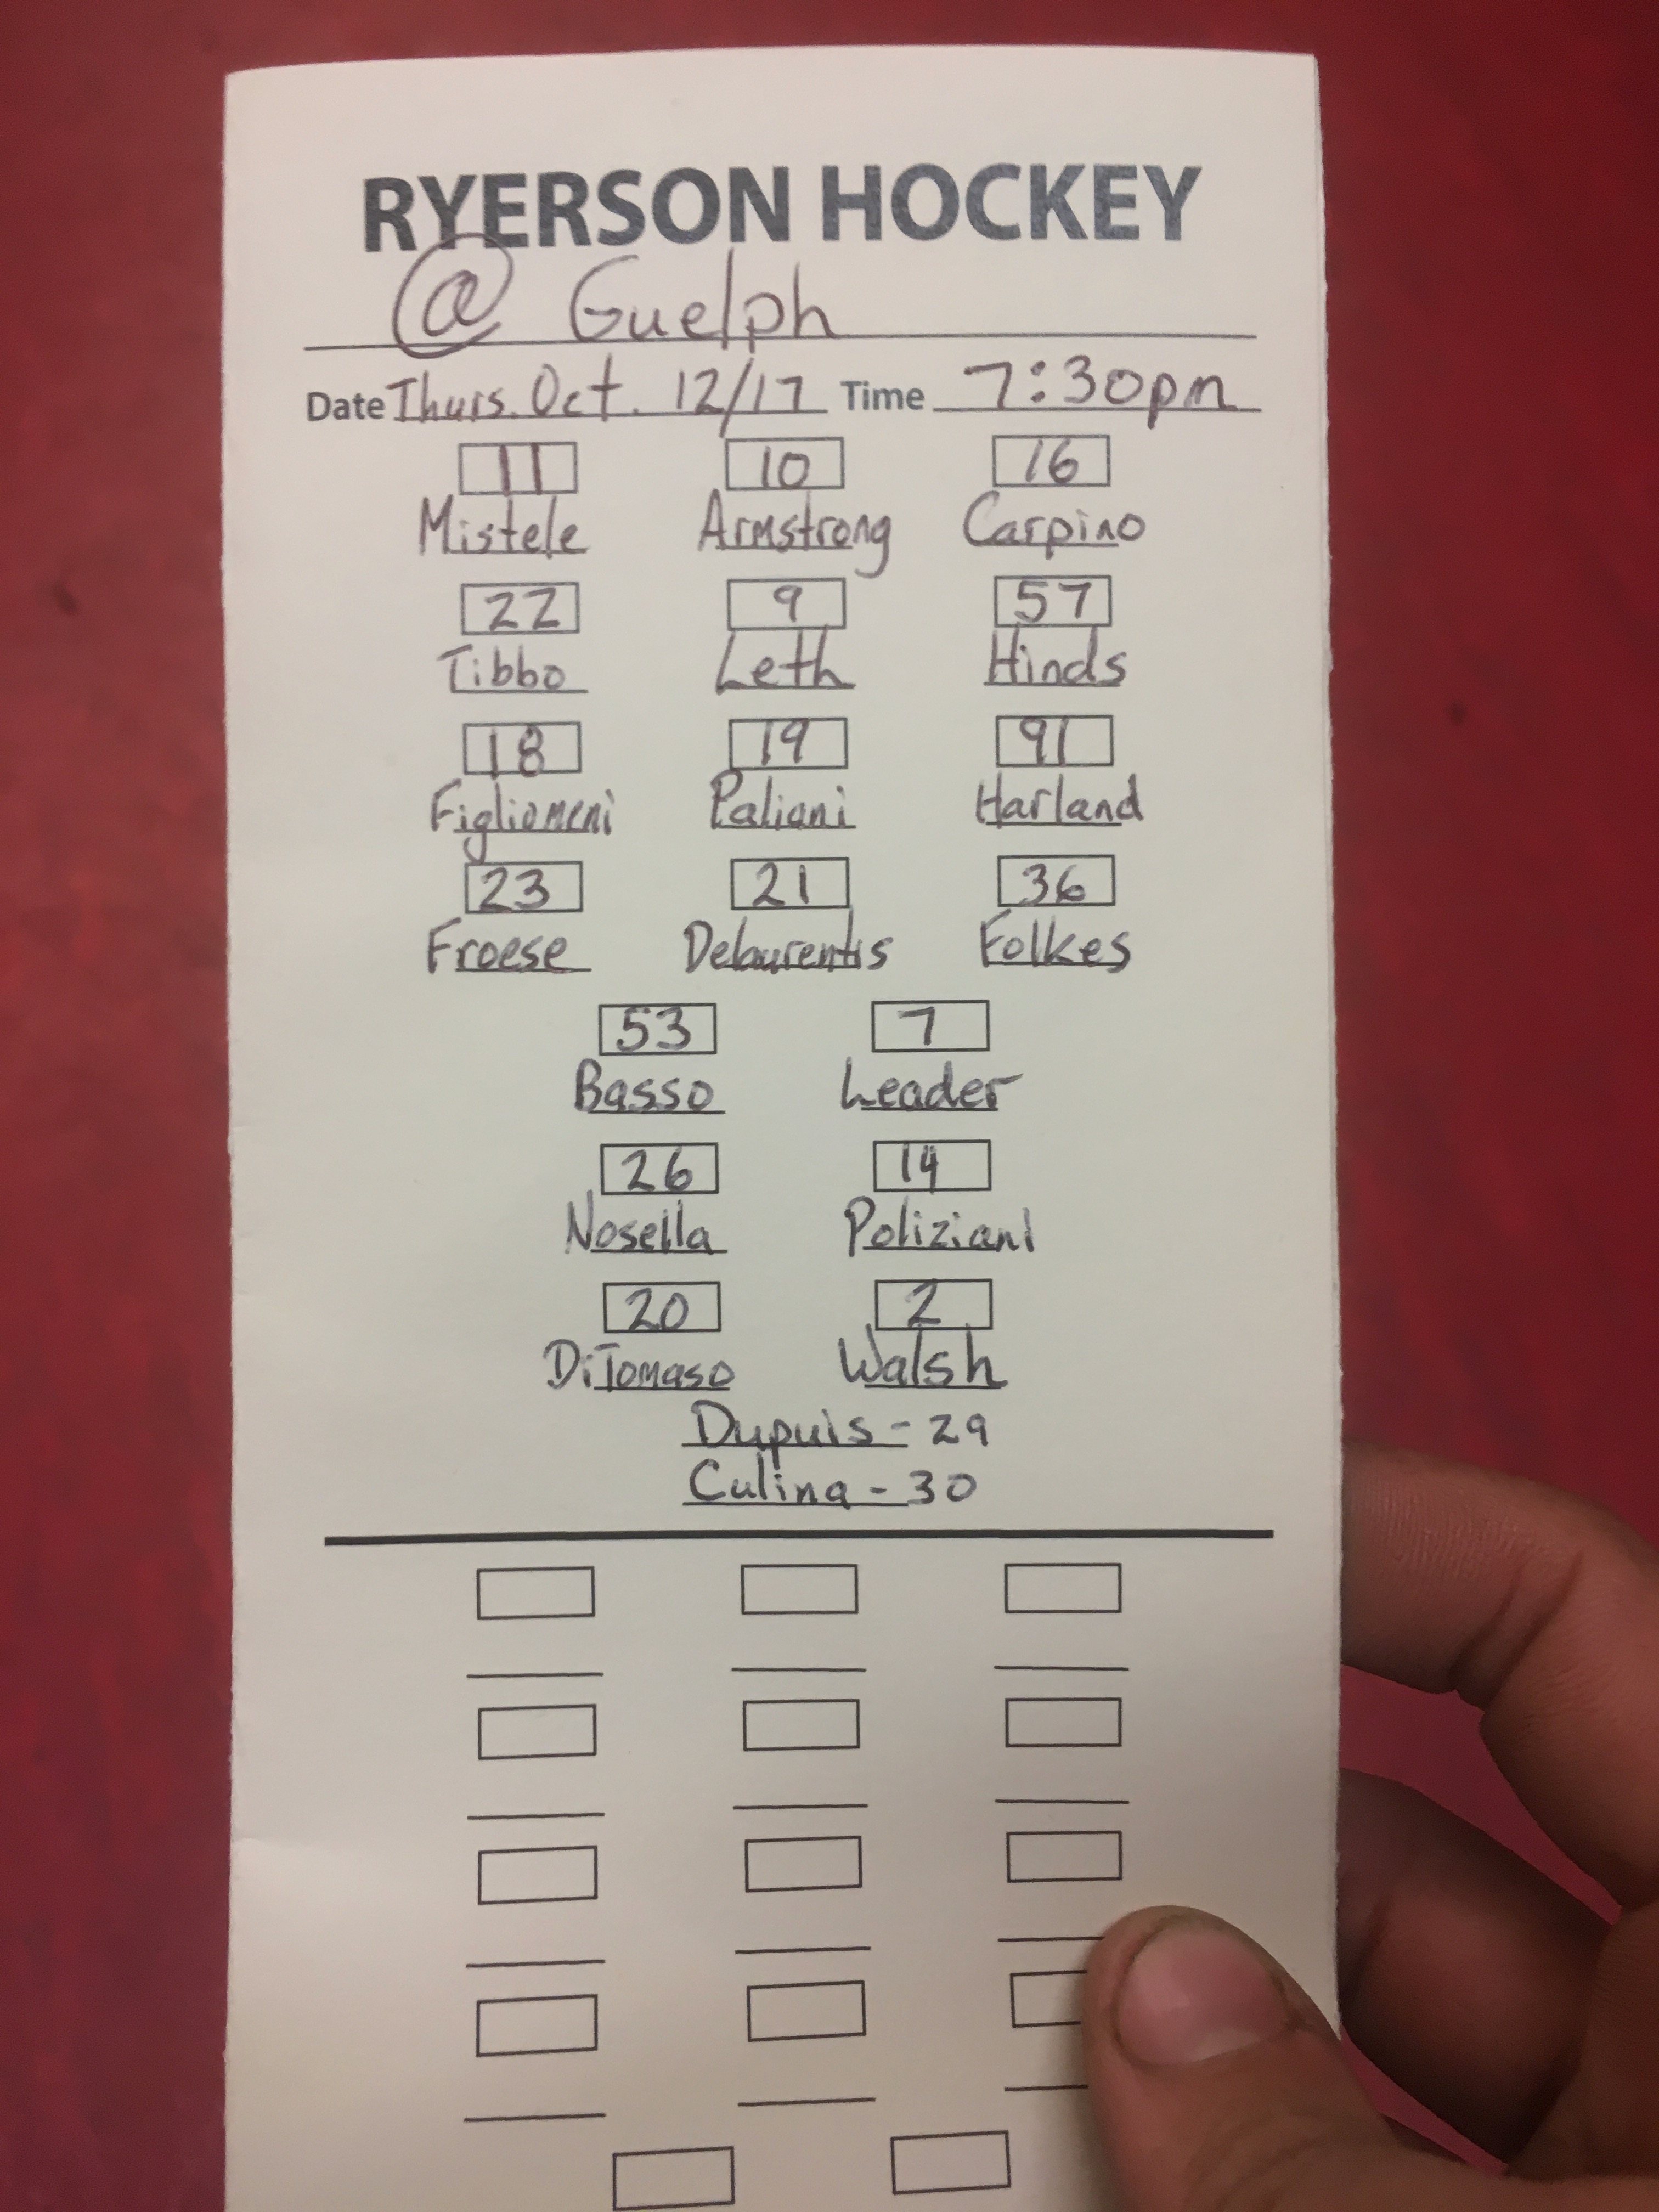 RYERSON HOCKEY
@ Guelph
Date Thurs. Oct. 12/17 Time 7:30pm
11 10 16
Mistele Armstrong Carpino
22 9 57
Tibbo Leth Hinds
18 19 91
Figliomeni Paliani Harland
23 21 36
Froese Delaurentis Folkes
53 7
Basso Leader
26 14
Nosella Poliziani
20 2
DiTomaso Walsh
Dupuis - 29
Culina - 30